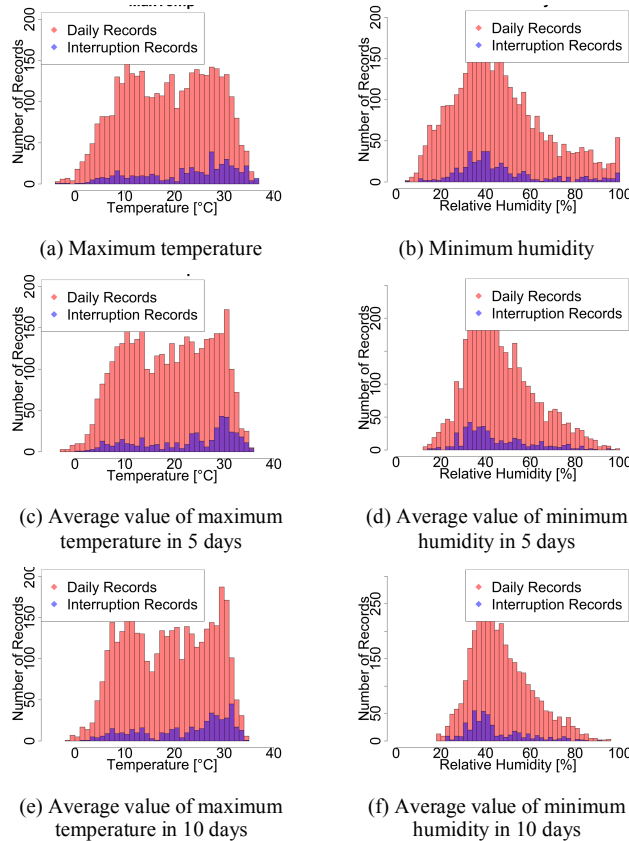 Daily Records
Interruption Records
Number of Records
0 50 100 150 200
0 10 20 30 40
Temperature [°C]
(a) Maximum temperature
Daily Records
Interruption Records
Number of Records
0 50 100 150 200
0 20 40 60 80 100
Relative Humidity [%]
(b) Minimum humidity
Daily Records
Interruption Records
Number of Records
0 50 100 150 200
0 10 20 30 40
Temperature [°C]
(c) Average value of maximum
temperature in 5 days
Daily Records
Interruption Records
Number of Records
0 50 100 200
0 20 40 60 80 100
Relative Humidity [%]
(d) Average value of minimum
humidity in 5 days
Daily Records
Interruption Records
Number of Records
0 50 100 150 200
0 10 20 30 40
Temperature [°C]
(e) Average value of maximum
temperature in 10 days
Daily Records
Interruption Records
Number of Records
0 50 150 250
0 20 40 60 80 100
Relative Humidity [%]
(f) Average value of minimum
humidity in 10 days